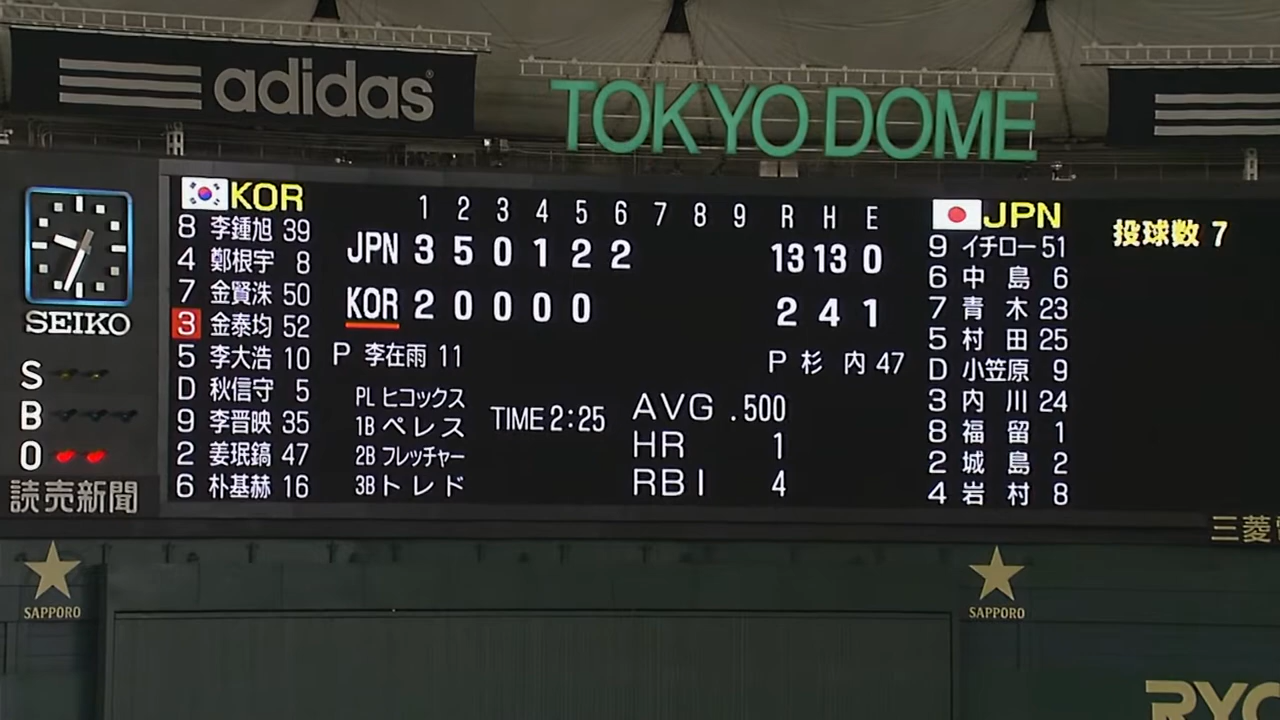 adidas
TOKYO DOME
KOR
8 李鍾旭 39
4 鄭根宇 8
7 金賢洙 50
3 金泰均 52
5 李大浩 10
D 秋信守 5
9 李晋映 35
2 姜珉鎬 47
6 朴基赫 16
1 2 3 4 5 6 7 8 9 R H E
JPN 3 5 0 1 2 2 13 13 0
KOR 2 0 0 0 0 2 4 1
P 李在雨 11
P 杉内 47
PL ヒコックス
1B ペレス
2B フレッチャー
3B トレド
TIME 2:25
AVG .500
HR 1
RBI 4
JPN
9 イチロー 51
6 中島 6
7 青木 23
5 村田 25
D 小笠原 9
3 内川 24
8 福留 1
2 城島 2
4 岩村 8
投球数 7
SEIKO
S
B
O
読売新聞
三菱
SAPPORO
SAPPORO
RYO